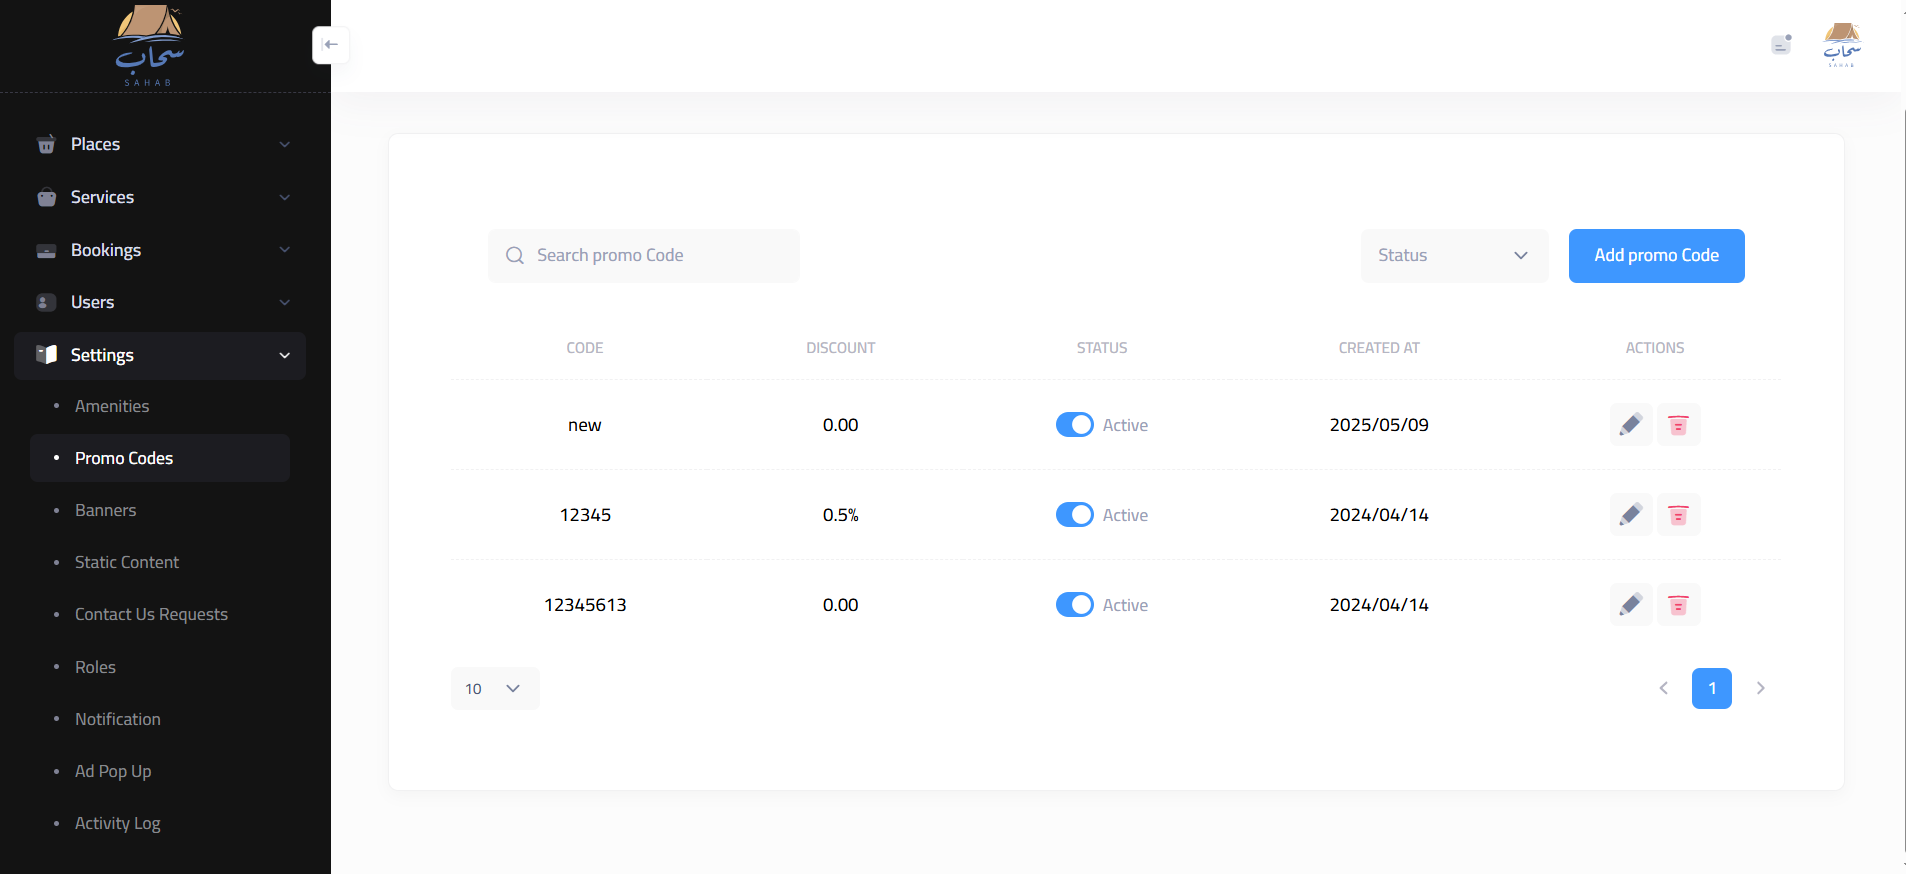 سحاب
SAHAB
سحاب
SAHAB
Places
Services
Bookings
Users
Settings
Amenities
Promo Codes
Banners
Static Content
Contact Us Requests
Roles
Notification
Ad Pop Up
Activity Log
Search promo Code
Status
Add promo Code
CODE DISCOUNT STATUS CREATED AT ACTIONS
new 0.00 Active 2025/05/09
12345 0.5% Active 2024/04/14
12345613 0.00 Active 2024/04/14
10
1